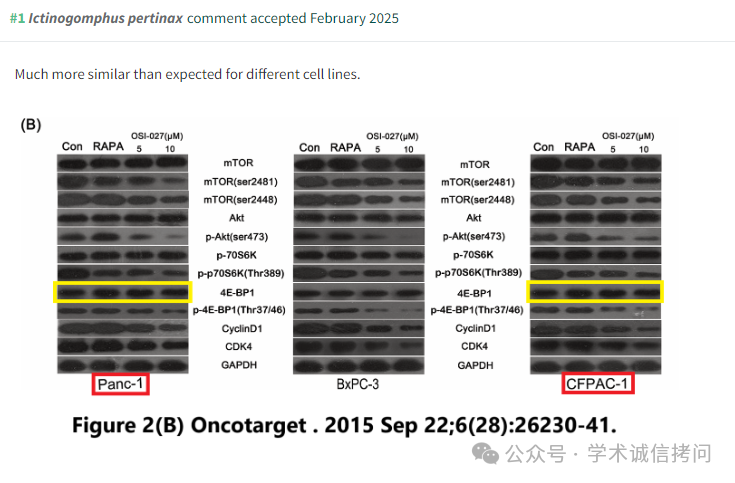 #1 Ictinogomphus pertinax comment accepted February 2025
Much more similar than expected for different cell lines.
(B)
OSI-027(μM) OSI-027(μM) OSI-027(μM)
Con RAPA 5 10 Con RAPA 5 10 Con RAPA 5 10
mTOR mTOR
mTOR(ser2481) mTOR(ser2481)
mTOR(ser2448) mTOR(ser2448)
Akt Akt
p-Akt(ser473) p-Akt(ser473)
p-70S6K p-70S6K
p-p70S6K(Thr389) p-p70S6K(Thr389)
4E-BP1 4E-BP1
p-4E-BP1(Thr37/46) p-4E-BP1(Thr37/46)
CyclinD1 CyclinD1
CDK4 CDK4
GAPDH GAPDH
Panc-1 BxPC-3 CFPAC-1
Figure 2(B) Oncotarget . 2015 Sep 22;6(28):26230-41.
公众号 · 学术诚信拷问